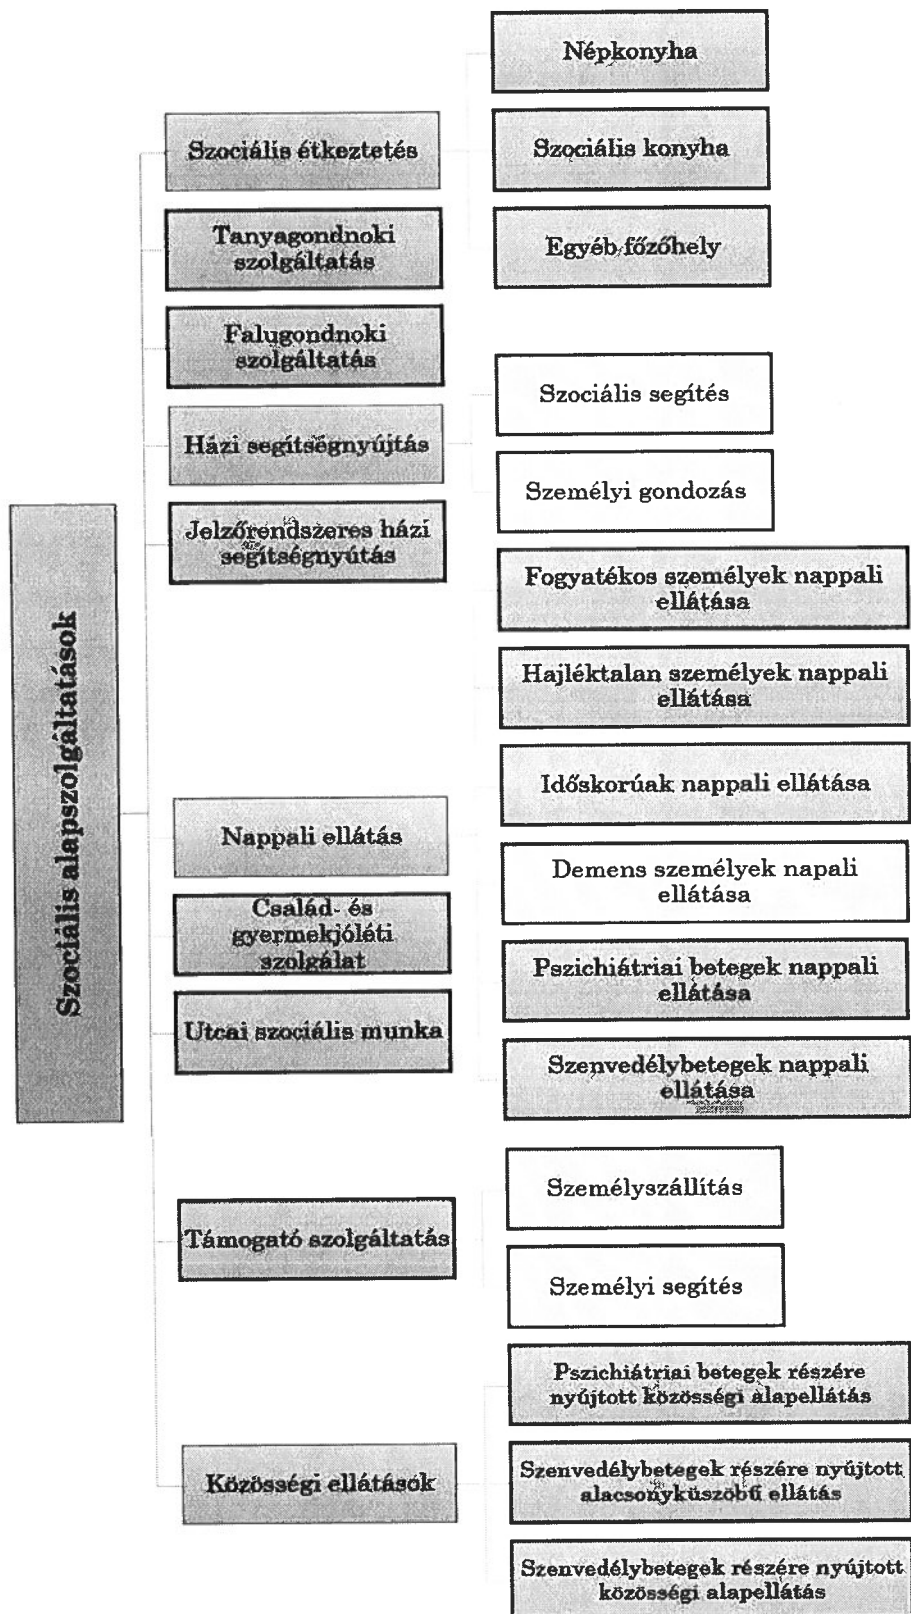 Szociális alapszolgáltatások
Szociális étkeztetés
Népkonyha
Szociális konyha
Egyéb főzőhely
Tanyagondnoki
szolgáltatás
Falugondnoki
szolgáltatás
Házi segítségnyújtás
Szociális segítés
Személyi gondozás
Jelzőrendszeres házi
segítségnyútás
Nappali ellátás
Fogyatékos személyek nappali
ellátása
Hajléktalan személyek nappali
ellátása
Időskorúak nappali ellátása
Demens személyek napali
ellátása
Pszichiátriai betegek nappali
ellátása
Szenvedélybetegek nappali
ellátása
Család- és
gyermekjóléti
szolgálat
Utcai szociális munka
Támogató szolgáltatás
Személyszállítás
Személyi segítés
Közösségi ellátások
Pszichiátriai betegek részére
nyújtott közösségi alapellátás
Szenvedélybetegek részére nyújtott
alacsonyküszöbű ellátás
Szenvedélybetegek részére nyújtott
közösségi alapellátás